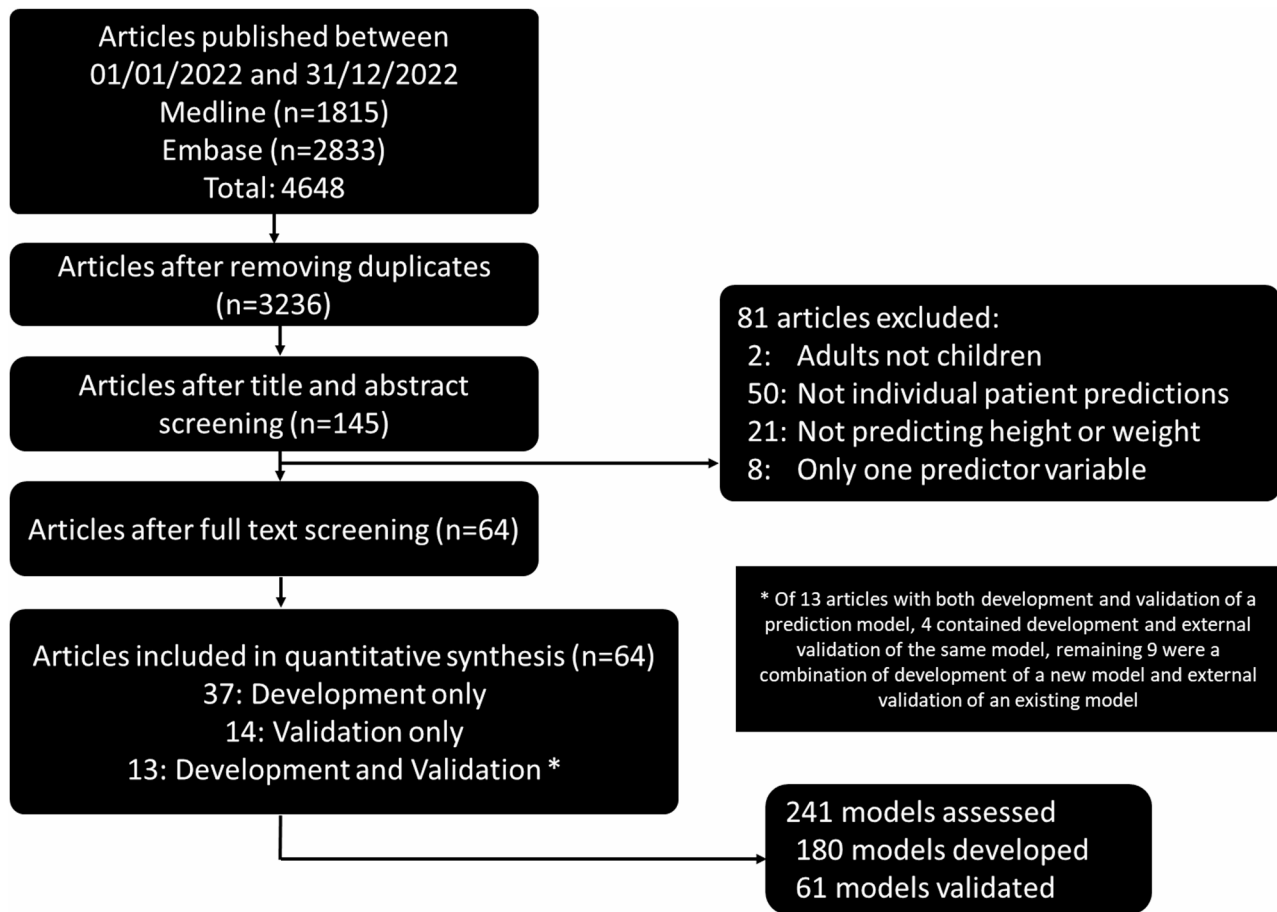 Articles published between
01/01/2022 and 31/12/2022
Medline (n=1815)
Embase (n=2833)
Total: 4648
Articles after removing duplicates
(n=3236)
Articles after title and abstract
screening (n=145)
81 articles excluded:
2: Adults not children
50: Not individual patient predictions
21: Not predicting height or weight
8: Only one predictor variable
Articles after full text screening (n=64)
Articles included in quantitative synthesis (n=64)
37: Development only
14: Validation only
13: Development and Validation *
* Of 13 articles with both development and validation of a
prediction model, 4 contained development and external
validation of the same model, remaining 9 were a
combination of development of a new model and external
validation of an existing model
241 models assessed
180 models developed
61 models validated